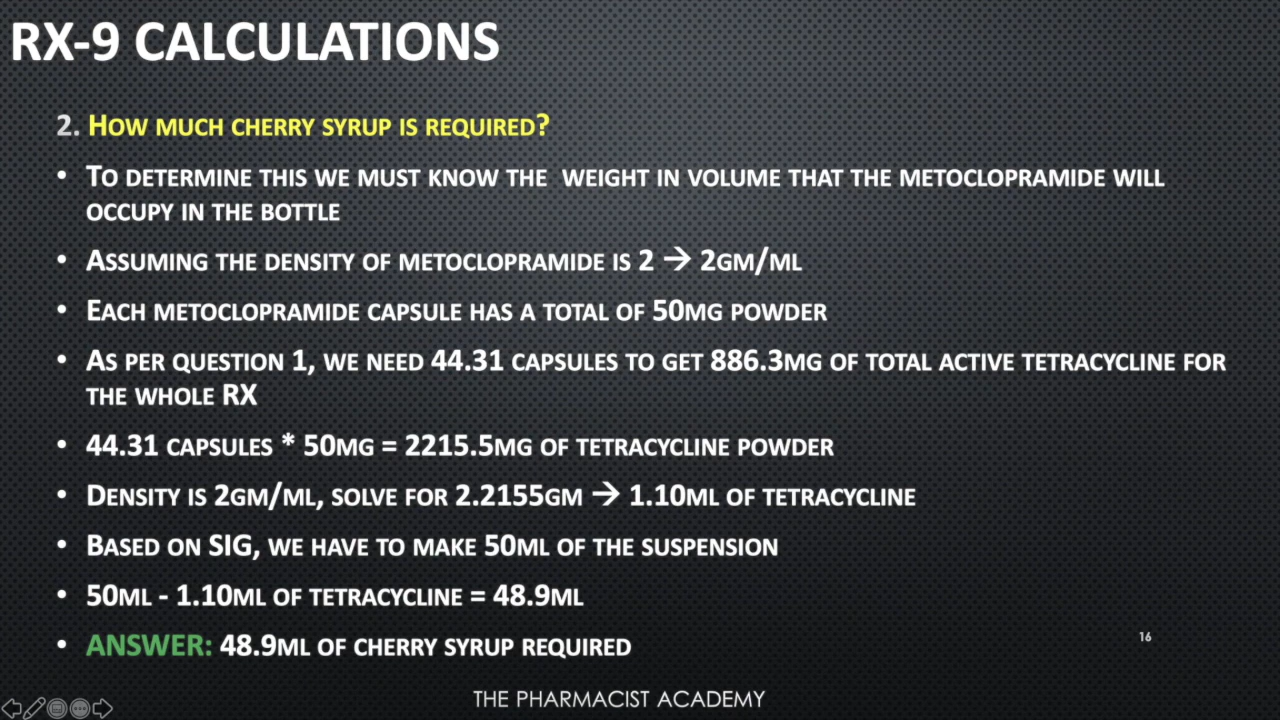 RX-9 CALCULATIONS
2. HOW MUCH CHERRY SYRUP IS REQUIRED?
• TO DETERMINE THIS WE MUST KNOW THE WEIGHT IN VOLUME THAT THE METOCLOPRAMIDE WILL
OCCUPY IN THE BOTTLE
• ASSUMING THE DENSITY OF METOCLOPRAMIDE IS 2 → 2GM/ML
• EACH METOCLOPRAMIDE CAPSULE HAS A TOTAL OF 50MG POWDER
• AS PER QUESTION 1, WE NEED 44.31 CAPSULES TO GET 886.3MG OF TOTAL ACTIVE TETRACYCLINE FOR
THE WHOLE RX
• 44.31 CAPSULES * 50MG = 2215.5MG OF TETRACYCLINE POWDER
• DENSITY IS 2GM/ML, SOLVE FOR 2.2155GM → 1.10ML OF TETRACYCLINE
• BASED ON SIG, WE HAVE TO MAKE 50ML OF THE SUSPENSION
• 50ML - 1.10ML OF TETRACYCLINE = 48.9ML
• ANSWER: 48.9ML OF CHERRY SYRUP REQUIRED
16
THE PHARMACIST ACADEMY